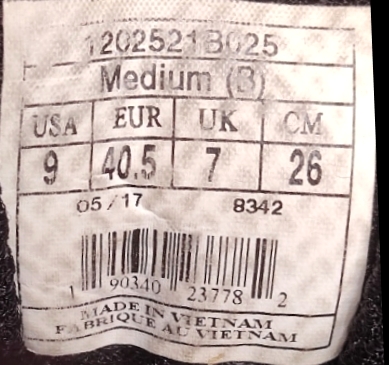 1202521B025
Medium (B)
USA EUR UK CM
9 40.5 7 26
05/17 8342
1 90340 23778 2
MADE IN VIETNAM
FABRIQUE AU VIETNAM